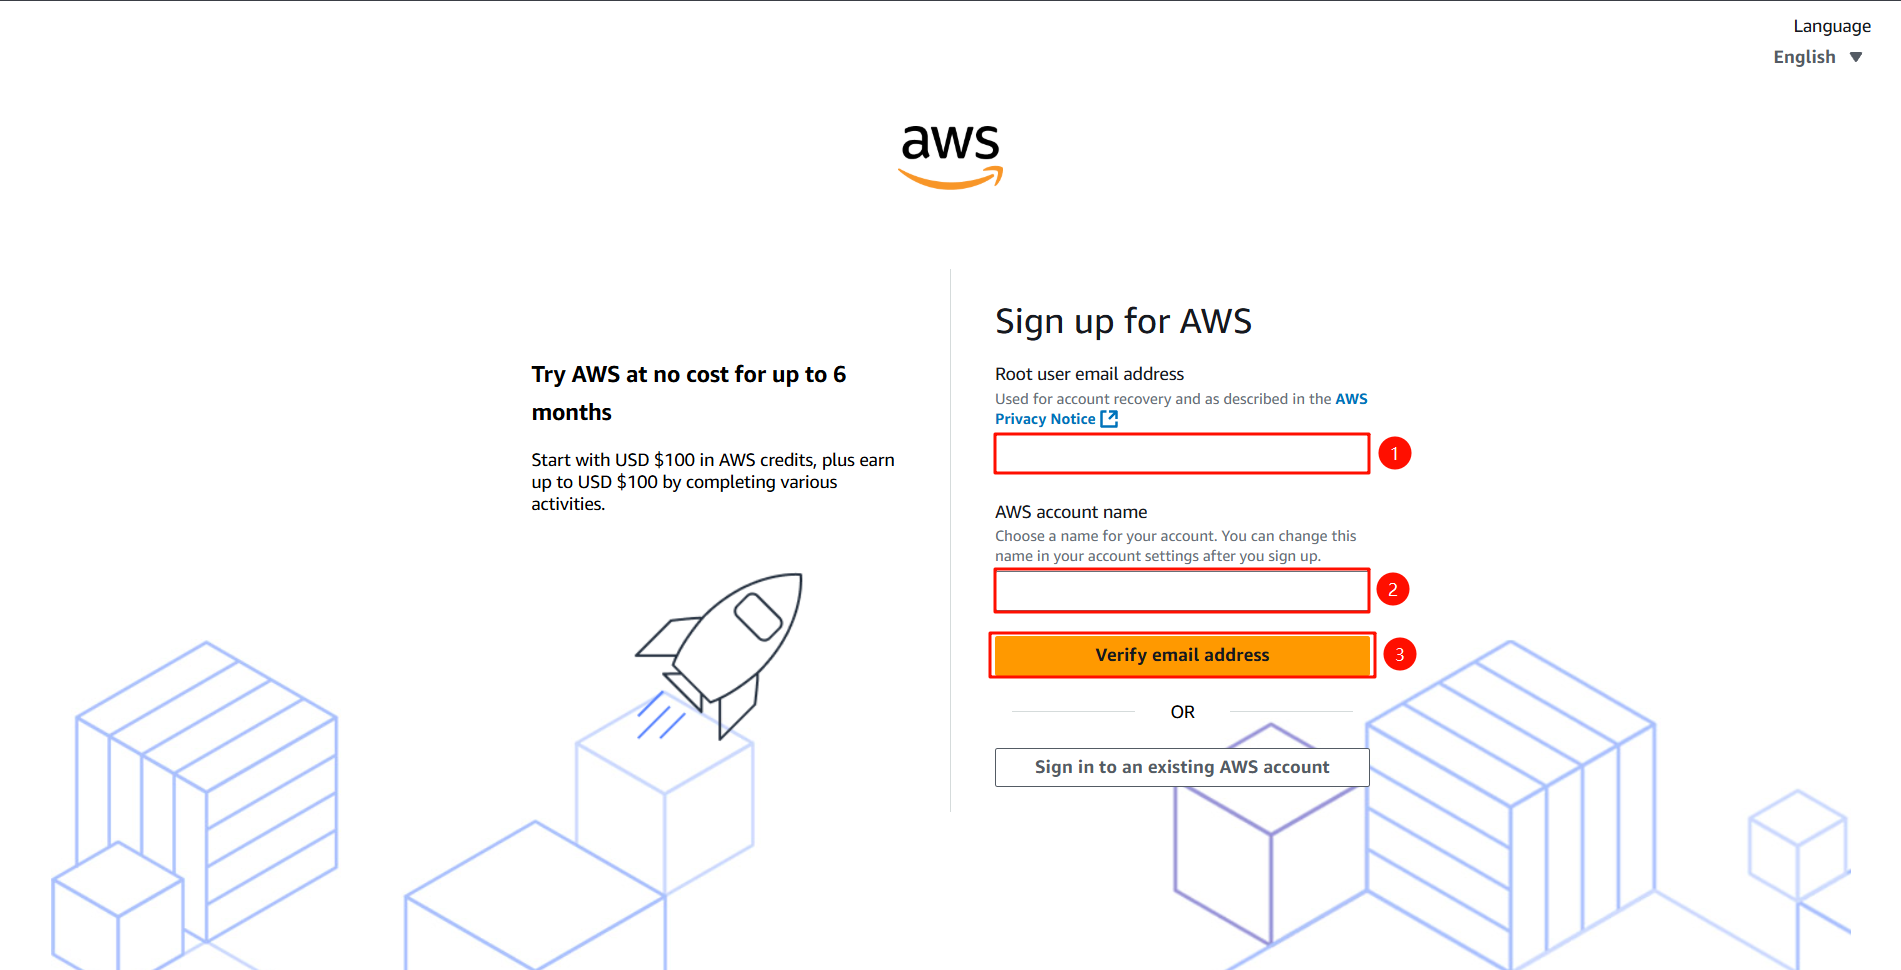 Language
English
aws
Try AWS at no cost for up to 6
months
Start with USD $100 in AWS credits, plus earn
up to USD $100 by completing various
activities.
Sign up for AWS
Root user email address
Used for account recovery and as described in the AWS
Privacy Notice
1
AWS account name
Choose a name for your account. You can change this
name in your account settings after you sign up.
2
Verify email address
3
OR
Sign in to an existing AWS account